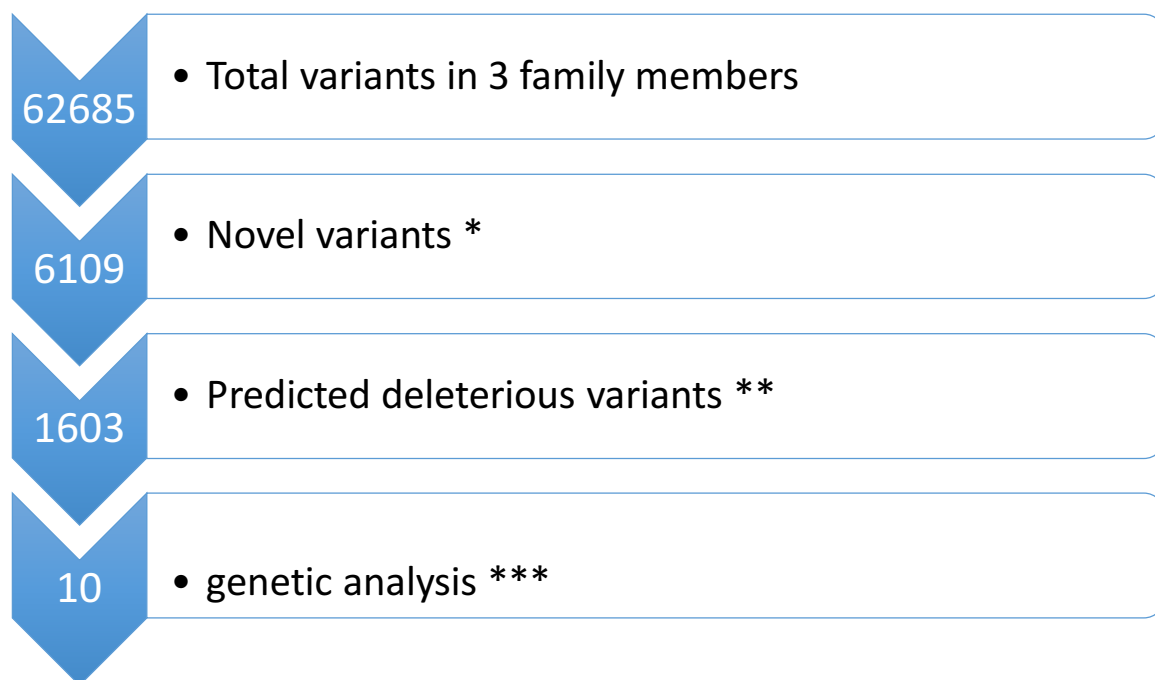 62685
• Total variants in 3 family members
6109
• Novel variants *
1603
• Predicted deleterious variants **
10
• genetic analysis ***